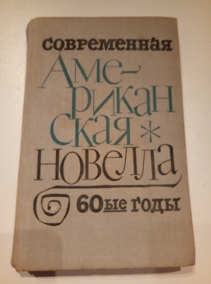 современная
Аме-
рикан
ская*
новелла
60ые годы